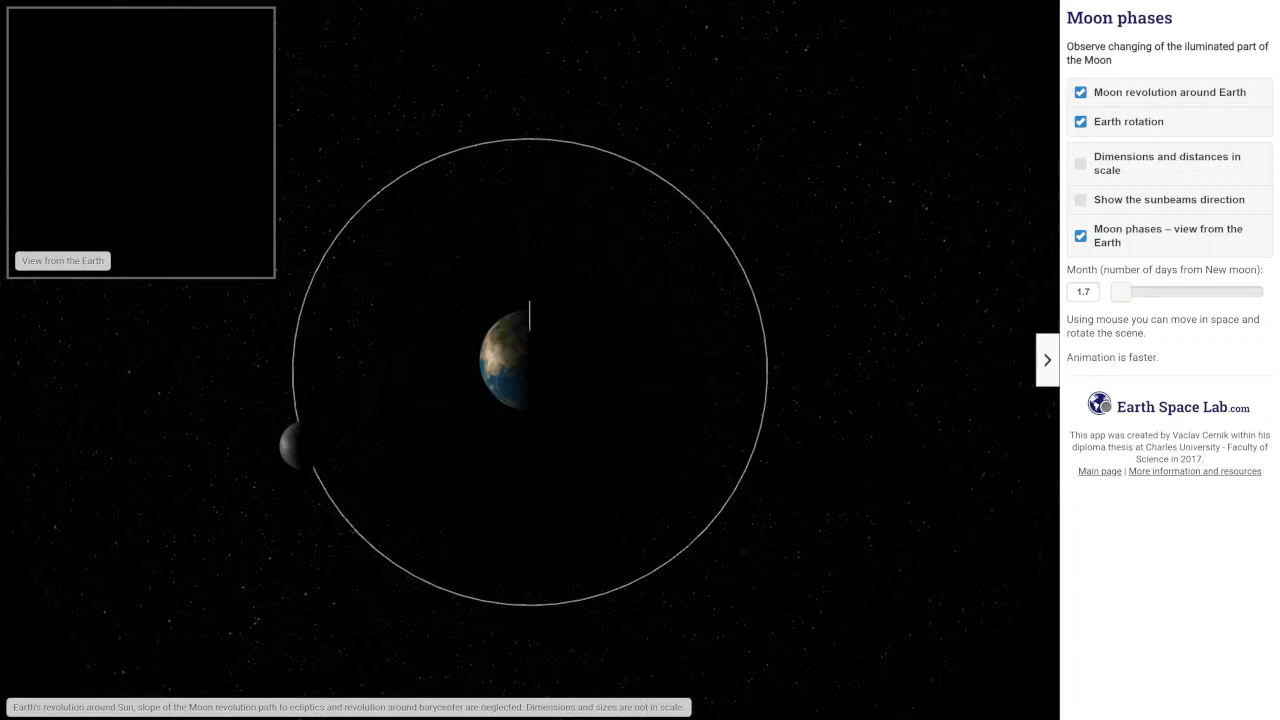 Moon phases
Observe changing of the iluminated part of
the Moon
Moon revolution around Earth
Earth rotation
Dimensions and distances in
scale
Show the sunbeams direction
Moon phases – view from the
Earth
Month (number of days from New moon):
1.7
Using mouse you can move in space and
rotate the scene.
Animation is faster.
Earth Space Lab.com
This app was created by Vaclav Cernik within his
diploma thesis at Charles University - Faculty of
Science in 2017.
Main page | More information and resources
View from the Earth
Earth's revolution around Sun, slope of the Moon revolution path to ecliptics and revolution around barycenter are neglected. Dimensions and sizes are not in scale.